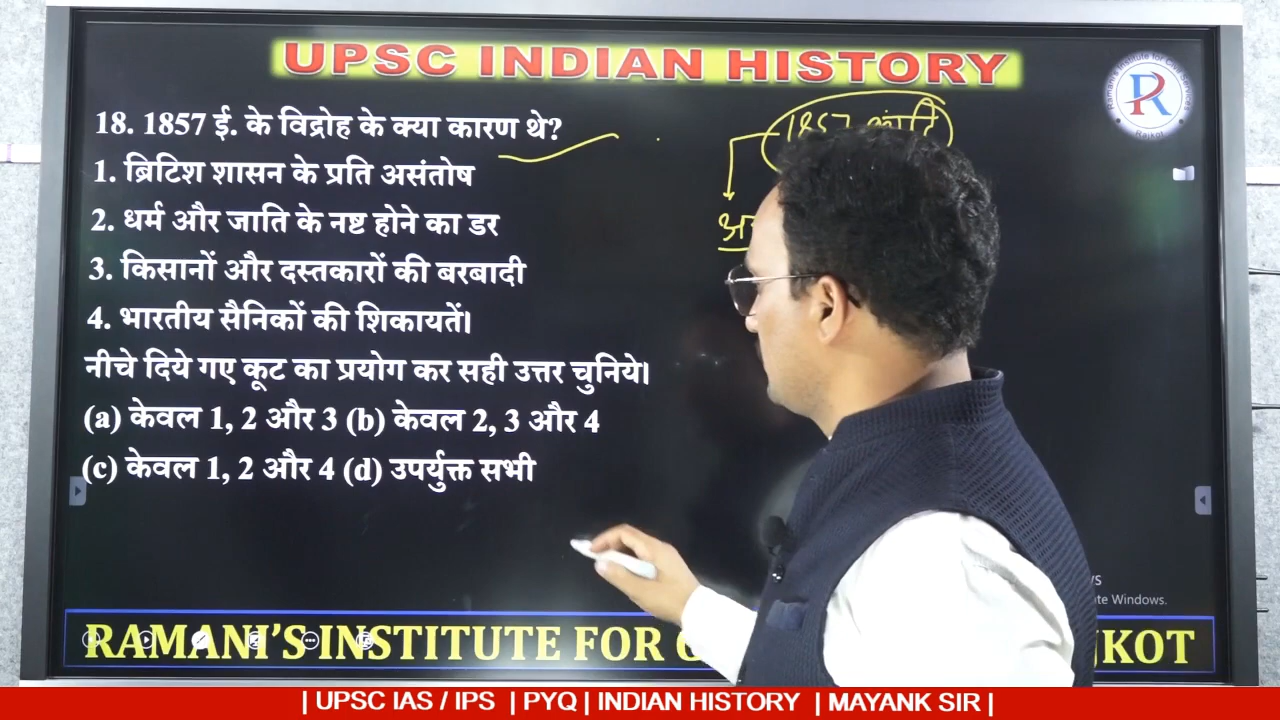 UPSC INDIAN HISTORY
18. 1857 ई. के विद्रोह के क्या कारण थे?
1. ब्रिटिश शासन के प्रति असंतोष
2. धर्म और जाति के नष्ट होने का डर
3. किसानों और दस्तकारों की बरबादी
4. भारतीय सैनिकों की शिकायतें।
नीचे दिये गए कूट का प्रयोग कर सही उत्तर चुनिये।
(a) केवल 1, 2 और 3 (b) केवल 2, 3 और 4
(c) केवल 1, 2 और 4 (d) उपर्युक्त सभी
1857
R
Rajkot
RAMANI'S INSTITUTE FOR
| UPSC IAS / IPS | PYQ | INDIAN HISTORY | MAYANK SIR |